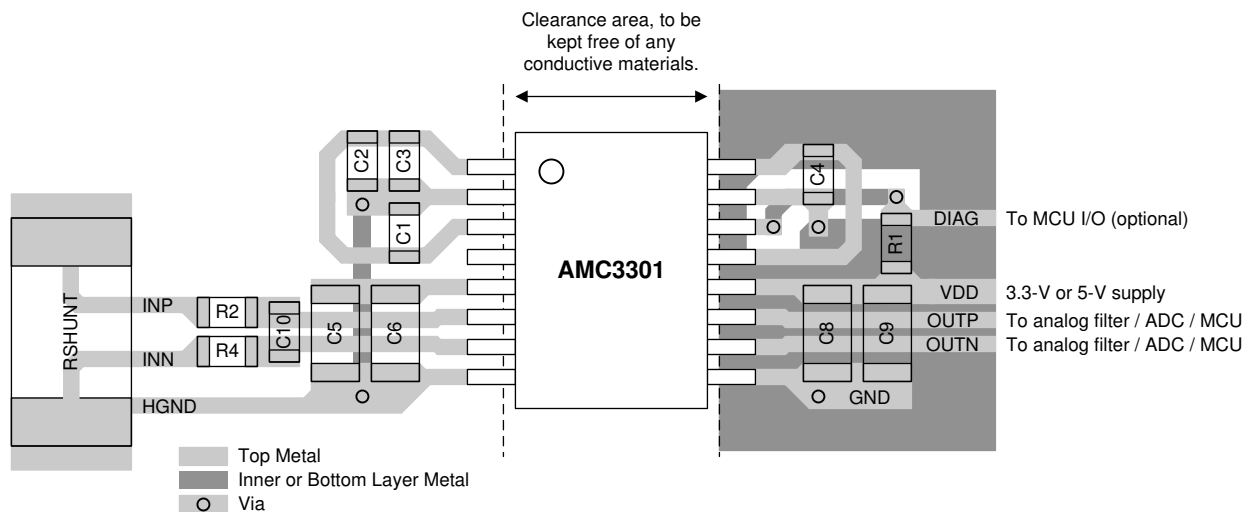 Clearance area, to be
kept free of any
conductive materials.
C2
C3
C1
C4
R1
DIAG
To MCU I/O (optional)
AMC3301
RSHUNT
INP
R2
C10
C5
C6
INN
R4
HGND
C8
C9
VDD
3.3-V or 5-V supply
OUTP
To analog filter / ADC / MCU
OUTN
To analog filter / ADC / MCU
GND
Top Metal
Inner or Bottom Layer Metal
Via